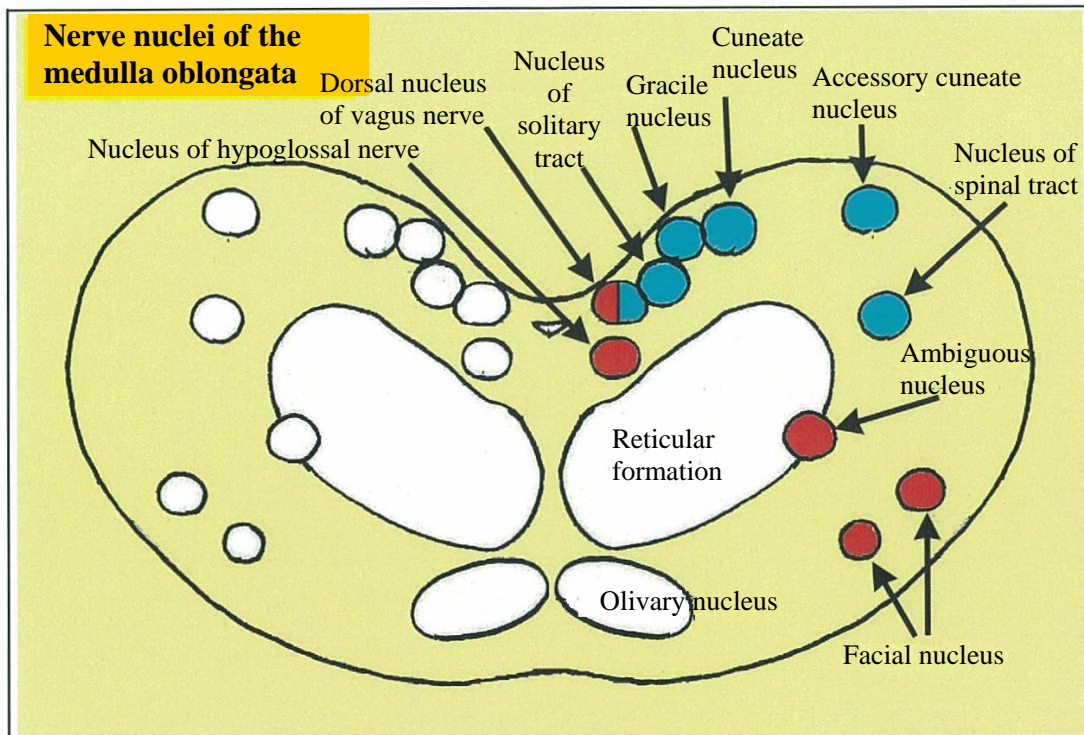 Nerve nuclei of the
medulla oblongata
Dorsal nucleus
of vagus nerve
Nucleus of hypoglossal nerve
Nucleus
of
solitary
tract
Gracile
nucleus
Cuneate
nucleus
Accessory cuneate
nucleus
Nucleus of
spinal tract
Ambiguous
nucleus
Reticular
formation
Olivary nucleus
Facial nucleus